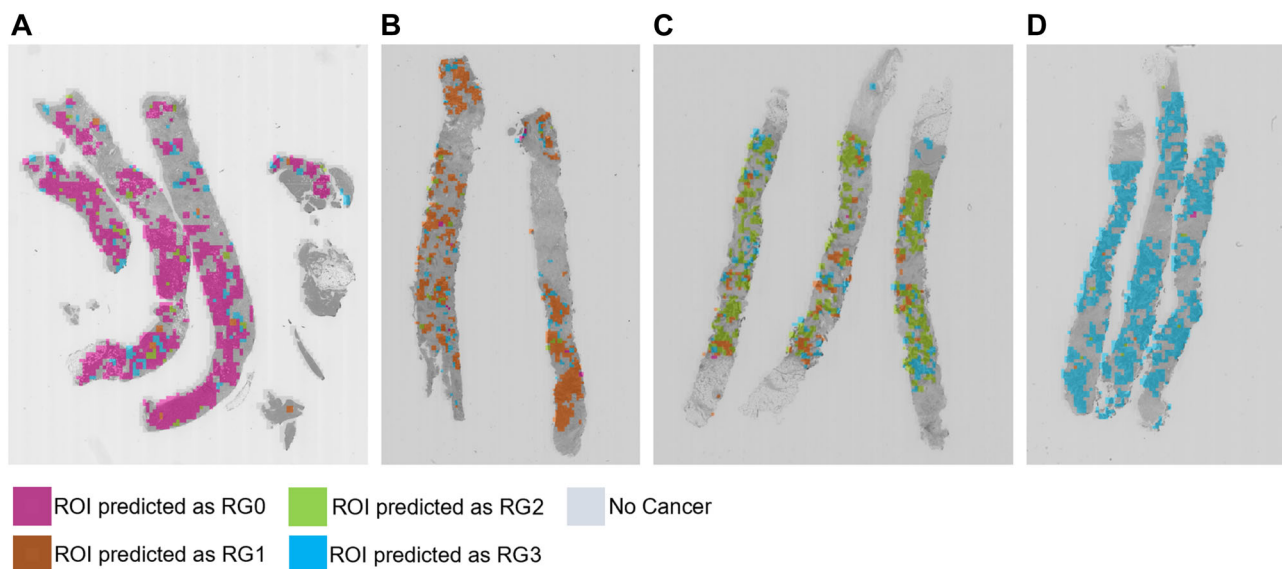 A
B
C
D
ROI predicted as RG0
ROI predicted as RG2
No Cancer
ROI predicted as RG1
ROI predicted as RG3